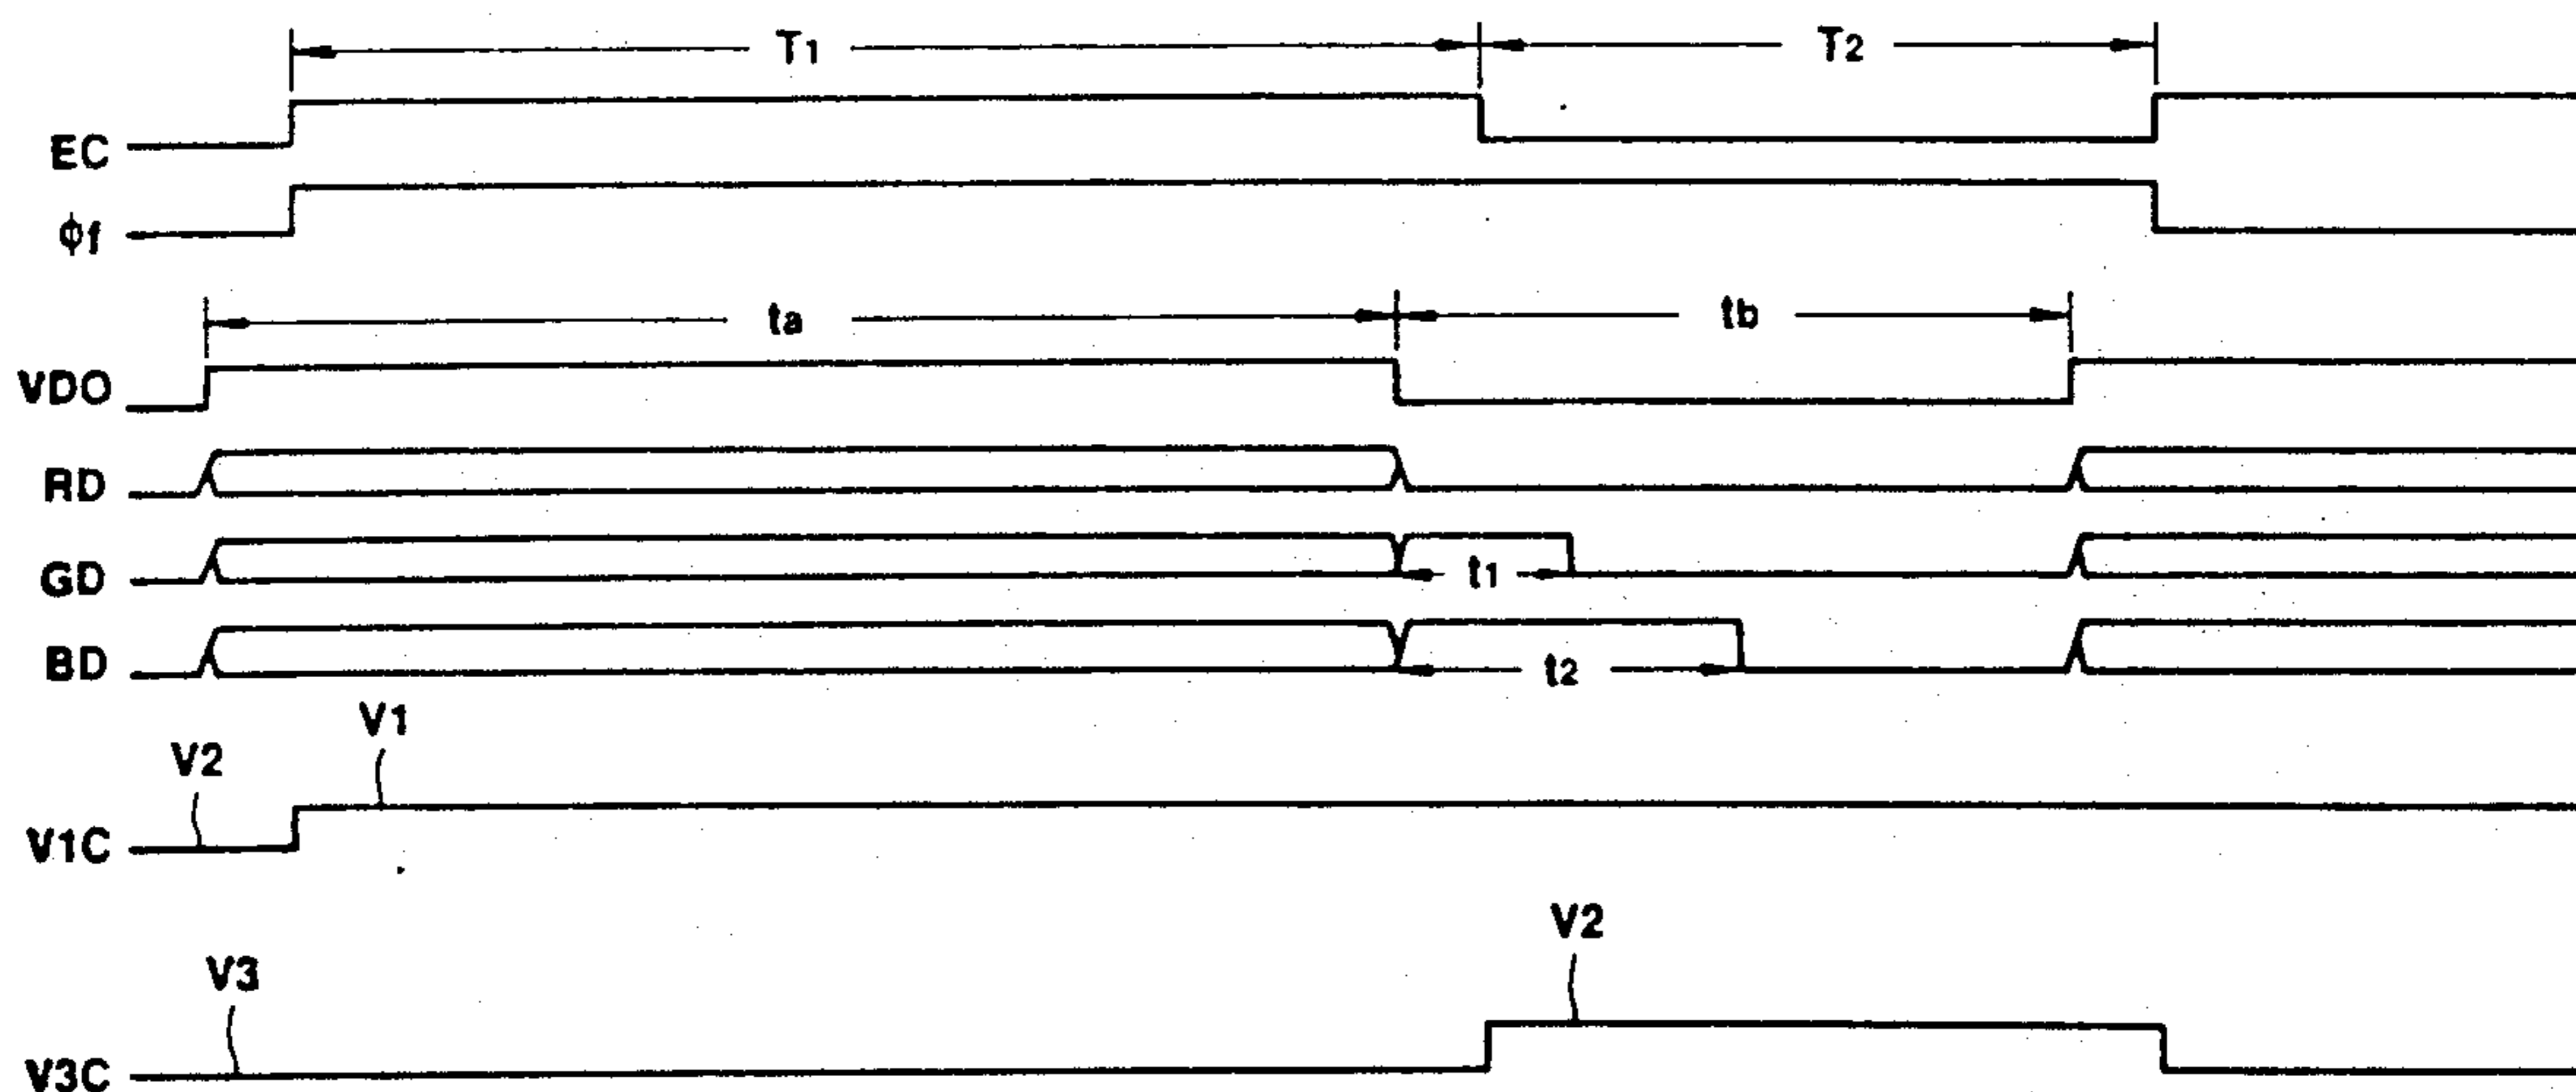 T1 T2
EC
φf
ta tb
VDO
RD
GD t1
BD t2
V1
V2
V1C
V2
V3
V3C